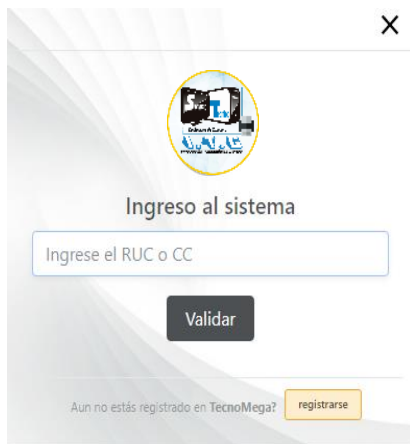 Ingreso al sistema
Ingrese el RUC o CC
Validar
Aun no estás registrado en TecnoMega?
registrarse